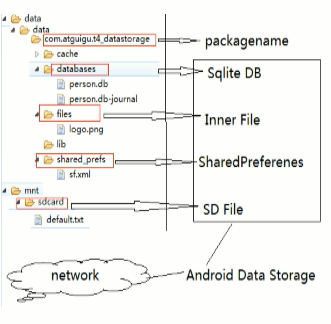 data
data
com.atguigu.t4_datastorage
packagename
cache
databases
Sqlite DB
person.db
person.db-journal
files
Inner File
logo.png
lib
shared_prefs
SharedPreferenes
sf.xml
mnt
sdcard
SD File
default.txt
network
Android Data Storage